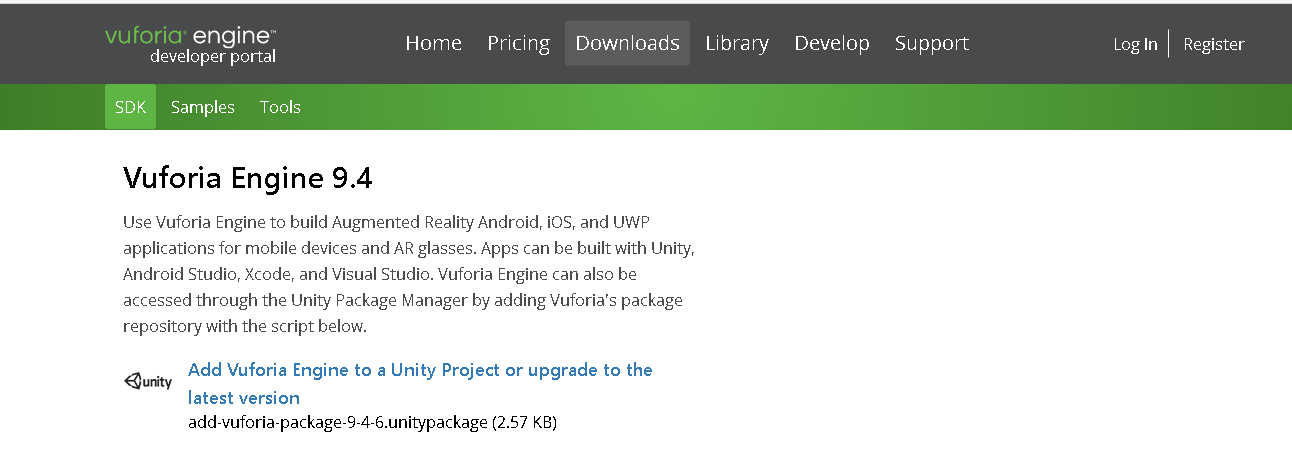 vuforia® engine™
developer portal
Home Pricing Downloads Library Develop Support
Log In Register
SDK Samples Tools
Vuforia Engine 9.4
Use Vuforia Engine to build Augmented Reality Android, iOS, and UWP
applications for mobile devices and AR glasses. Apps can be built with Unity,
Android Studio, Xcode, and Visual Studio. Vuforia Engine can also be
accessed through the Unity Package Manager by adding Vuforia's package
repository with the script below.
unity
Add Vuforia Engine to a Unity Project or upgrade to the
latest version
add-vuforia-package-9-4-6.unitypackage (2.57 KB)